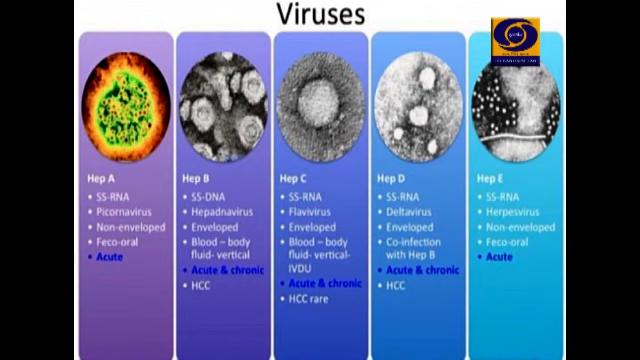 Viruses
Hep A
• SS-RNA
• Picornavirus
• Non-enveloped
• Feco-oral
• Acute
Hep B
• SS-DNA
• Hepadnavirus
• Enveloped
• Blood – body
fluid- vertical
• Acute & chronic
• HCC
Hep C
• SS-RNA
• Flavivirus
• Enveloped
• Blood – body
fluid- vertical-
IVDU
• Acute & chronic
• HCC rare
Hep D
• SS-RNA
• Deltavirus
• Enveloped
• Co-infection
with Hep B
• Acute & chronic
• HCC
Hep E
• SS-RNA
• Herpesvirus
• Non-enveloped
• Feco-oral
• Acute